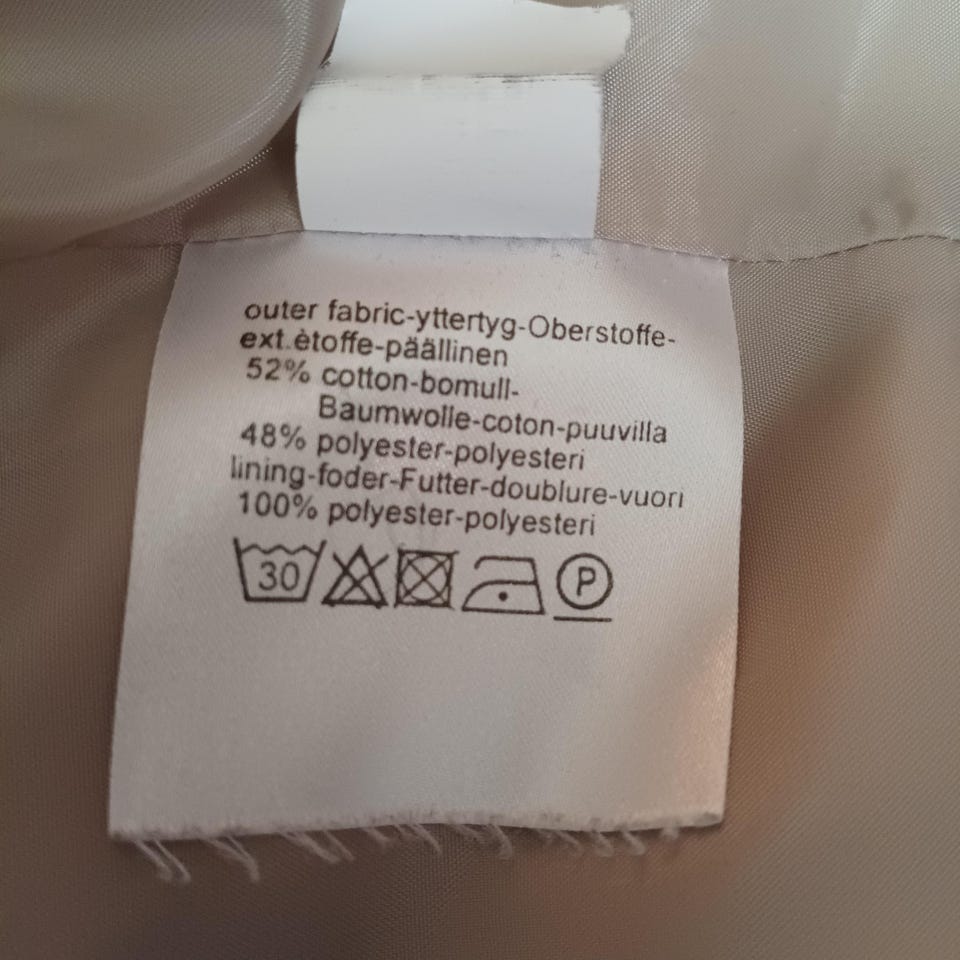 outer fabric-yttertyg-Oberstoffe-
ext.ètoffe-päällinen
52% cotton-bomull-
Baumwolle-coton-puuvilla
48% polyester-polyesteri
lining-foder-Futter-doublure-vuori
100% polyester-polyesteri
30 P